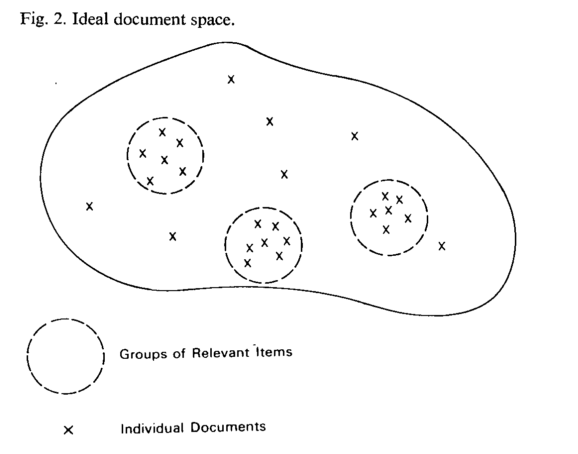 Fig. 2. Ideal document space.
Groups of Relevant Items
x Individual Documents